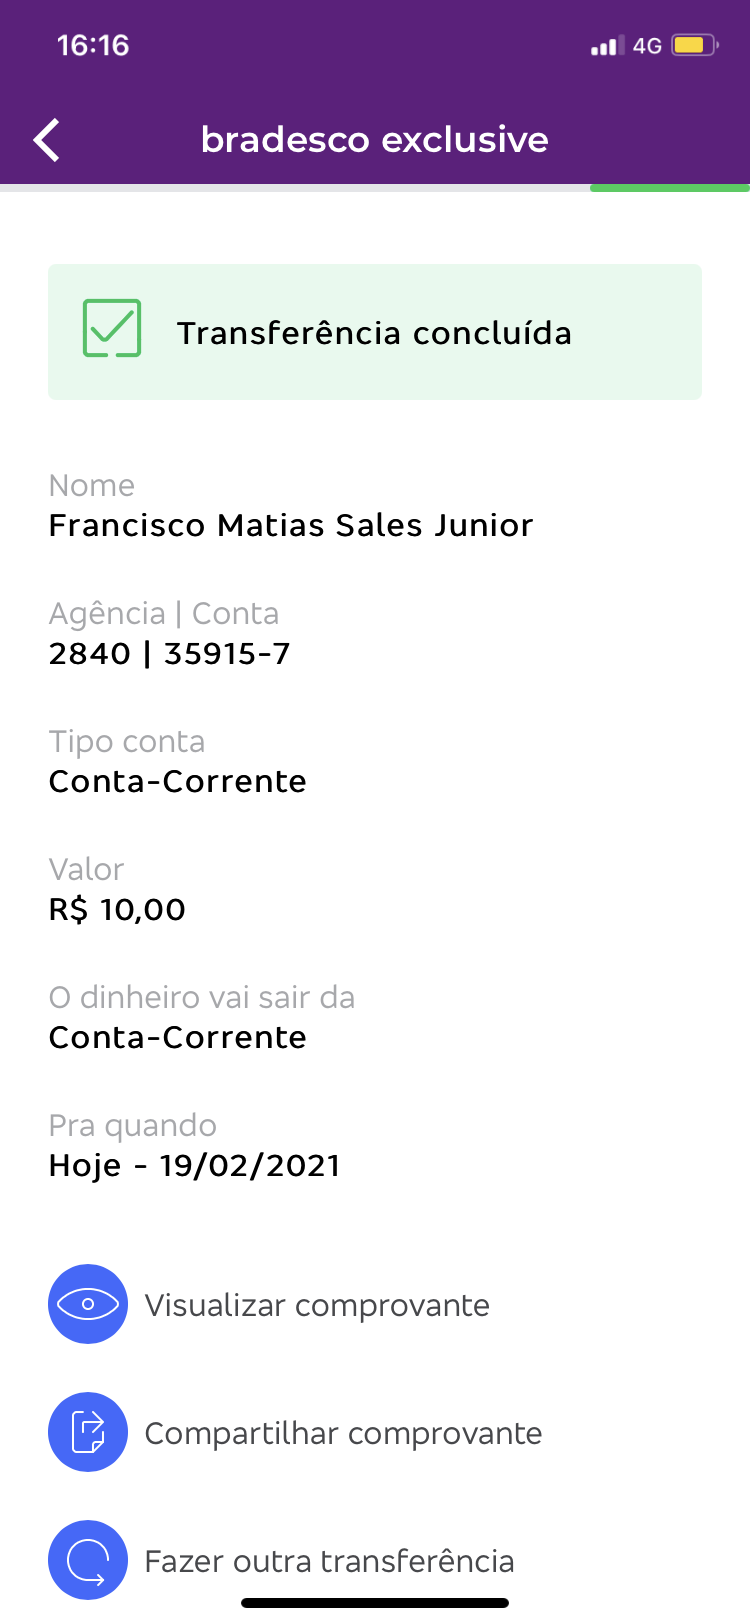 16:16
4G
bradesco exclusive
Transferência concluída
Nome
Francisco Matias Sales Junior
Agência | Conta
2840 | 35915-7
Tipo conta
Conta-Corrente
Valor
R$ 10,00
O dinheiro vai sair da
Conta-Corrente
Pra quando
Hoje - 19/02/2021
Visualizar comprovante
Compartilhar comprovante
Fazer outra transferência